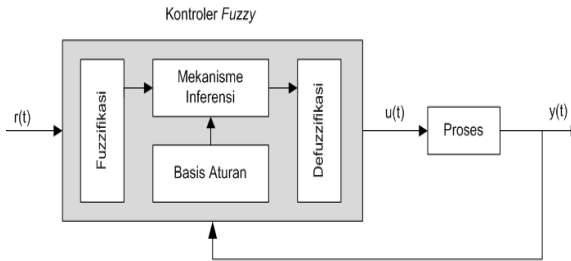 Kontroler Fuzzy
r(t)
Fuzzifikasi
Mekanisme
Inferensi
Basis Aturan
Defuzzifikasi
u(t)
Proses
y(t)